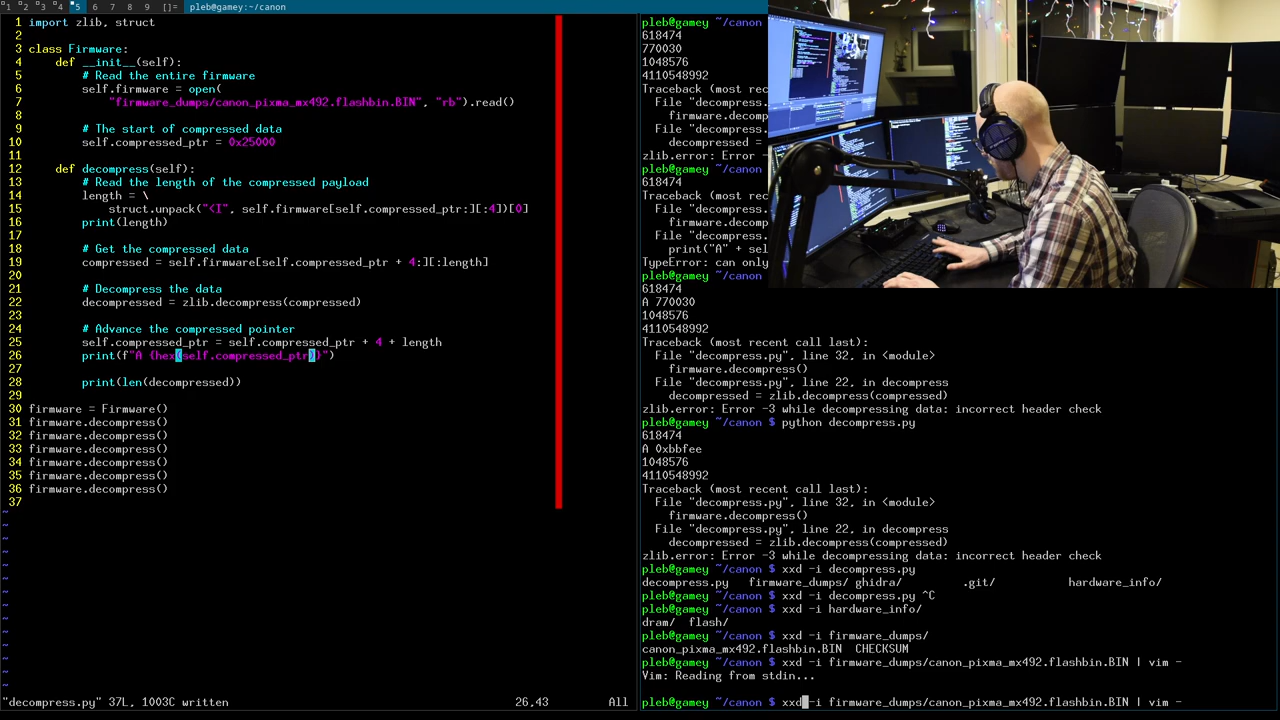 1 2 3 4 5 6 7 8 9 []= pleb@gamey:~/canon
1 import zlib, struct
2
3 class Firmware:
4 def __init__(self):
5 # Read the entire firmware
6 self.firmware = open(
7 "firmware_dumps/canon_pixma_mx492.flashbin.BIN", "rb").read()
8
9 # The start of compressed data
10 self.compressed_ptr = 0x25000
11
12 def decompress(self):
13 # Read the length of the compressed payload
14 length = \
15 struct.unpack("<I", self.firmware[self.compressed_ptr:][:4])[0]
16 print(length)
17
18 # Get the compressed data
19 compressed = self.firmware[self.compressed_ptr + 4:][:length]
20
21 # Decompress the data
22 decompressed = zlib.decompress(compressed)
23
24 # Advance the compressed pointer
25 self.compressed_ptr = self.compressed_ptr + 4 + length
26 print(f"A {hex(self.compressed_ptr)}")
27
28 print(len(decompressed))
29
30 firmware = Firmware()
31 firmware.decompress()
32 firmware.decompress()
33 firmware.decompress()
34 firmware.decompress()
35 firmware.decompress()
36 firmware.decompress()
37
~
~
~
~
~
~
~
~
~
~
~
~
~
~
"decompress.py" 37L, 1003C written 26,43 All
pleb@gamey ~/canon
618474
770030
1048576
4110548992
Traceback (most rec
File "decompress.
firmware.decomp
File "decompress.
decompressed =
zlib.error: Error -
pleb@gamey ~/canon
618474
Traceback (most rec
File "decompress.
firmware.decomp
File "decompress.
print("A" + sel
TypeError: can only
pleb@gamey ~/canon
618474
A 770030
1048576
4110548992
Traceback (most recent call last):
File "decompress.py", line 32, in <module>
firmware.decompress()
File "decompress.py", line 22, in decompress
decompressed = zlib.decompress(compressed)
zlib.error: Error -3 while decompressing data: incorrect header check
pleb@gamey ~/canon $ python decompress.py
618474
A 0xbbfee
1048576
4110548992
Traceback (most recent call last):
File "decompress.py", line 32, in <module>
firmware.decompress()
File "decompress.py", line 22, in decompress
decompressed = zlib.decompress(compressed)
zlib.error: Error -3 while decompressing data: incorrect header check
pleb@gamey ~/canon $ xxd -i decompress.py
decompress.py firmware_dumps/ ghidra/ .git/ hardware_info/
pleb@gamey ~/canon $ xxd -i decompress.py ^C
pleb@gamey ~/canon $ xxd -i hardware_info/
dram/ flash/
pleb@gamey ~/canon $ xxd -i firmware_dumps/
canon_pixma_mx492.flashbin.BIN CHECKSUM
pleb@gamey ~/canon $ xxd -i firmware_dumps/canon_pixma_mx492.flashbin.BIN | vim -
Vim: Reading from stdin...
pleb@gamey ~/canon $ xxd -i firmware_dumps/canon_pixma_mx492.flashbin.BIN | vim -